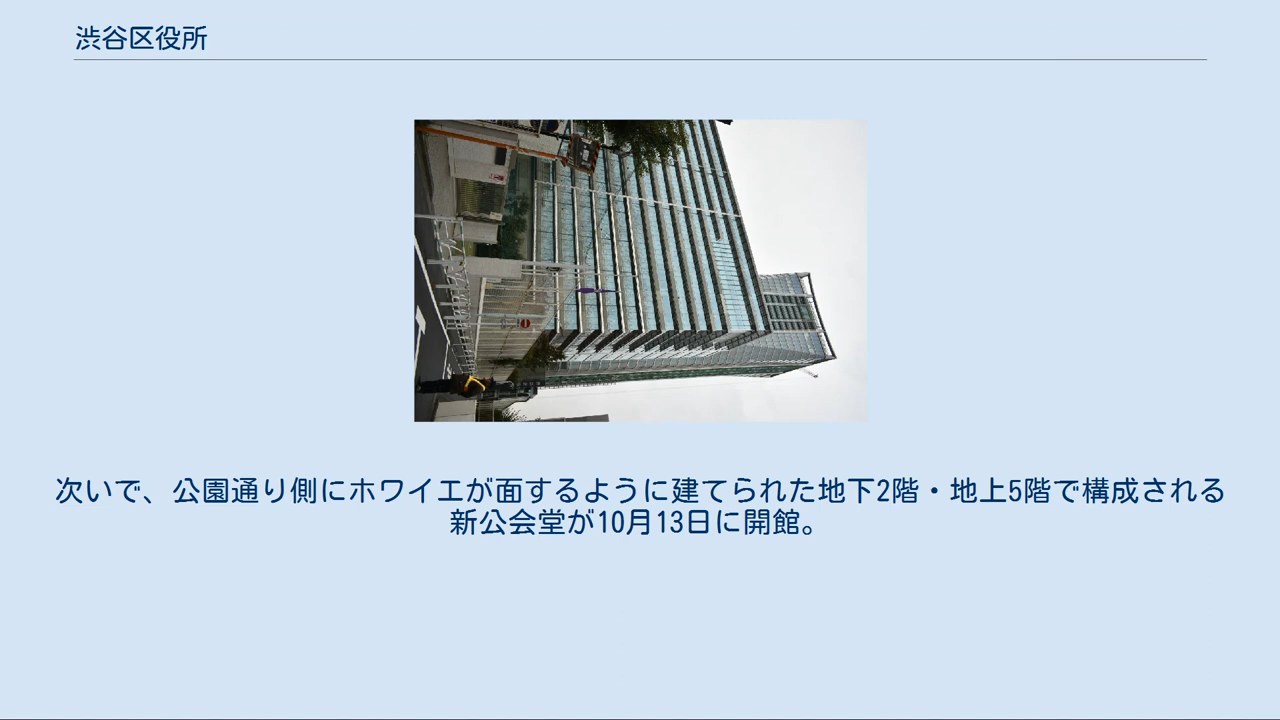 渋谷区役所
次いで、公園通り側にホワイエが面するように建てられた地下2階・地上5階で構成される
新公会堂が10月13日に開館。